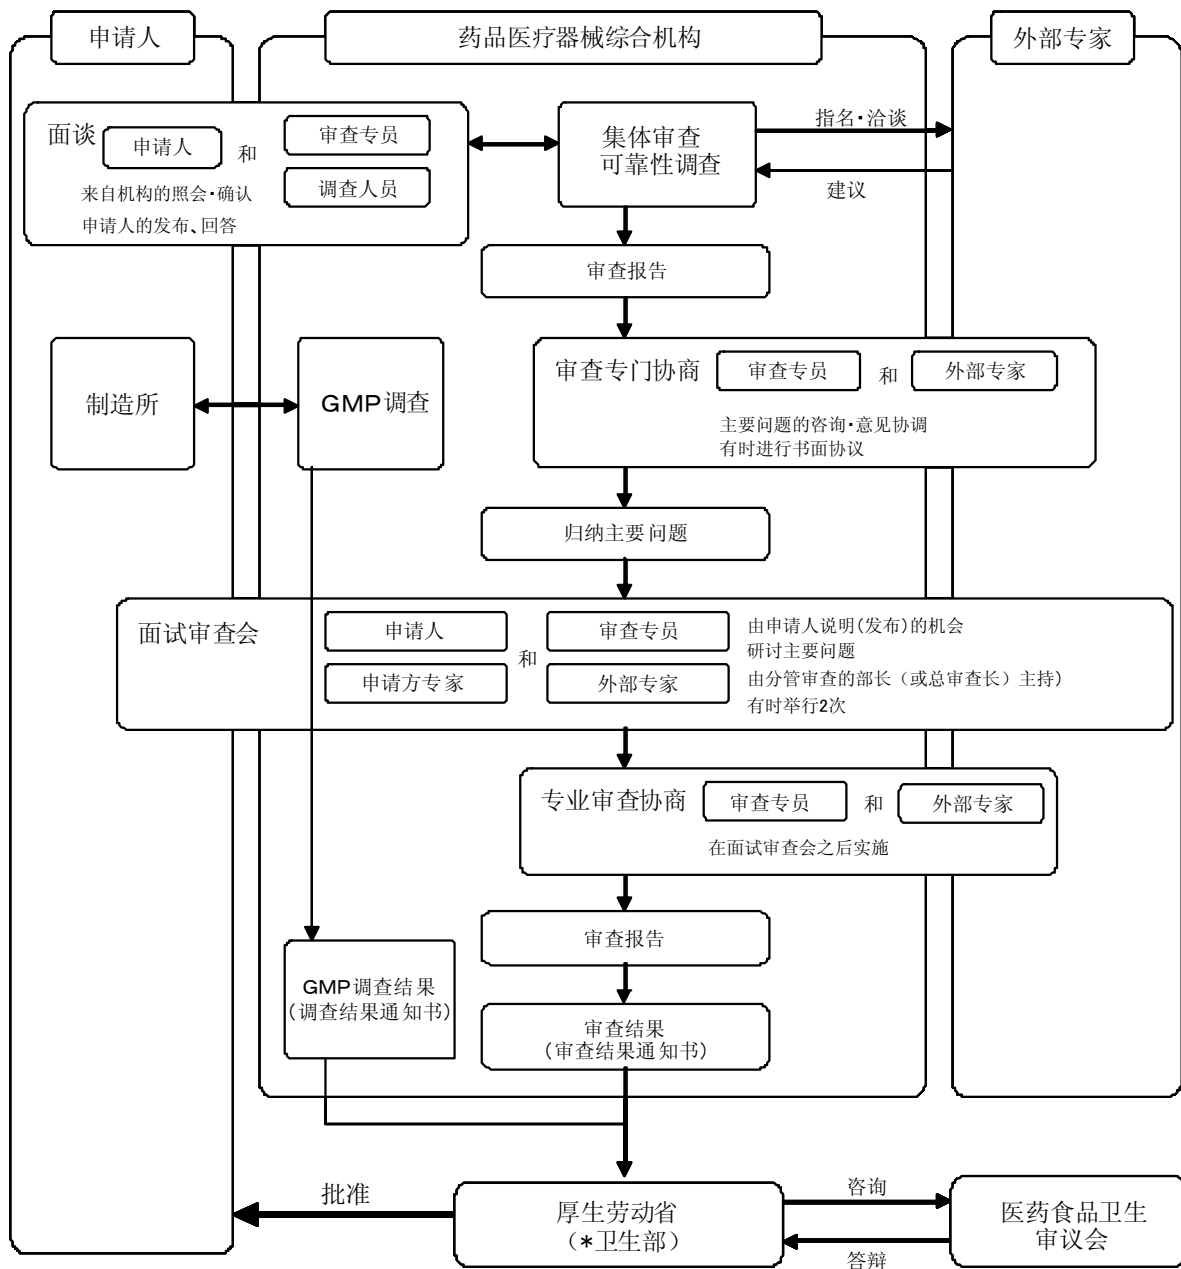 申请人
药品医疗器械综合机构
外部专家
面谈
申请人
和
审查专员
调查人员
来自机构的照会·确认
申请人的发布、回答
集体审查
可靠性调查
指名·洽谈
建议
审查报告
制造所
GMP调查
审查专门协商
审查专员
和
外部专家
主要问题的咨询·意见协调
有时进行书面协议
归纳主要问题
面试审查会
申请人
申请方专家
和
审查专员
外部专家
由申请人说明(发布)的机会
研讨主要问题
由分管审查的部长（或总审查长）主持)
有时举行2次
专业审查协商
审查专员
和
外部专家
在面试审查会之后实施
审查报告
GMP调查结果
(调查结果通知书)
审查结果
(审查结果通知书)
批准
厚生劳动省
(*卫生部)
咨询
答辩
医药食品卫生
审议会